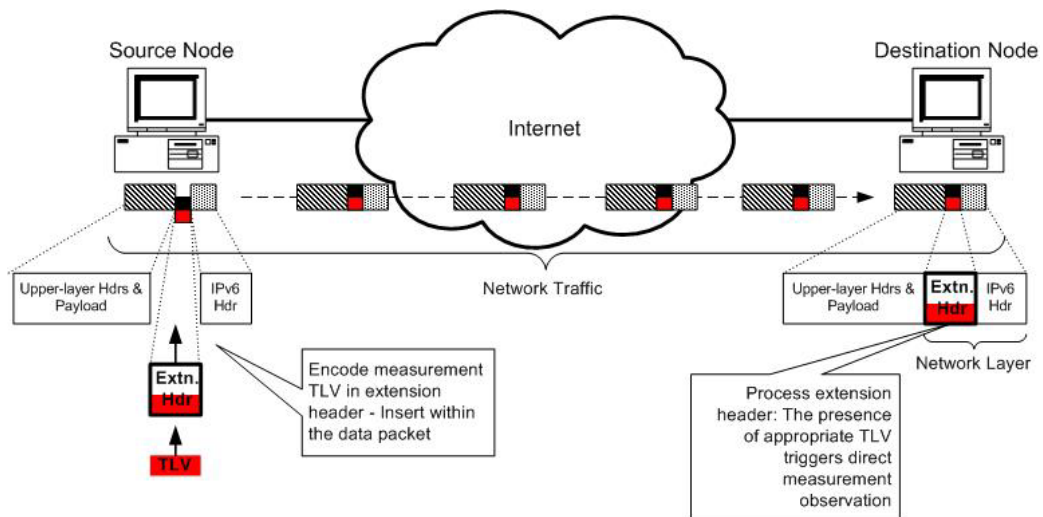 Source Node
Destination Node
Internet
Upper-layer Hdrs &
Payload
IPv6
Hdr
Network Traffic
Upper-layer Hdrs &
Payload
Extn.
Hdr
IPv6
Hdr
Network Layer
Extn.
Hdr
TLV
Encode measurement
TLV in extension
header - Insert within
the data packet
Process extension
header: The presence
of appropriate TLV
triggers direct
measurement
observation